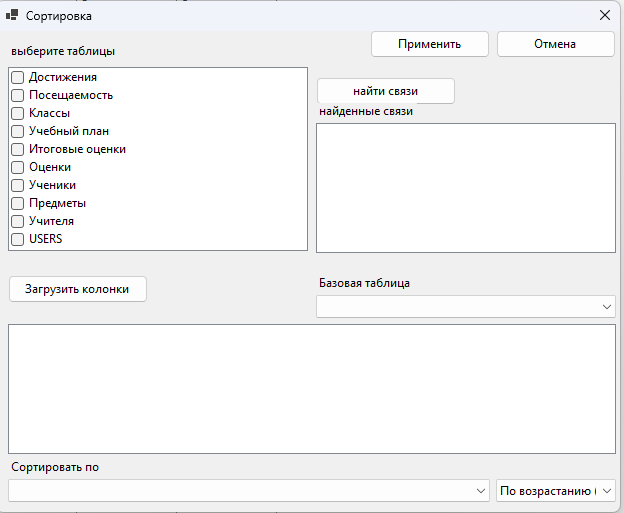 Сортировка
выберите таблицы
Применить
Отмена
Достижения
Посещаемость
Классы
Учебный план
Итоговые оценки
Оценки
Ученики
Предметы
Учителя
USERS
найти связи
найденные связи
Загрузить колонки
Базовая таблица
Сортировать по
По возрастанию (